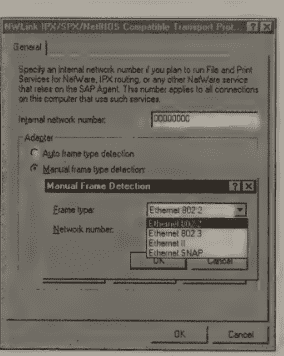 NWLink IPX/SPX/NetBIOS Compatible Transport Prot...
General
Specify an internal network number if you plan to run File and Print
Services for NetWare, IPX routing, or any other NetWare service
that relies on the SAP Agent. This number applies to all connections
on this computer that use such services.
Internal network number: 00000000
Adapter
Auto frame type detection
Manual frame type detection:
Manual Frame Detection
Frame type: Ethernet 802.2
Ethernet 802.2
Network number: Ethernet 802.3
Ethernet II
Ethernet SNAP
OK Cancel
OK Cancel